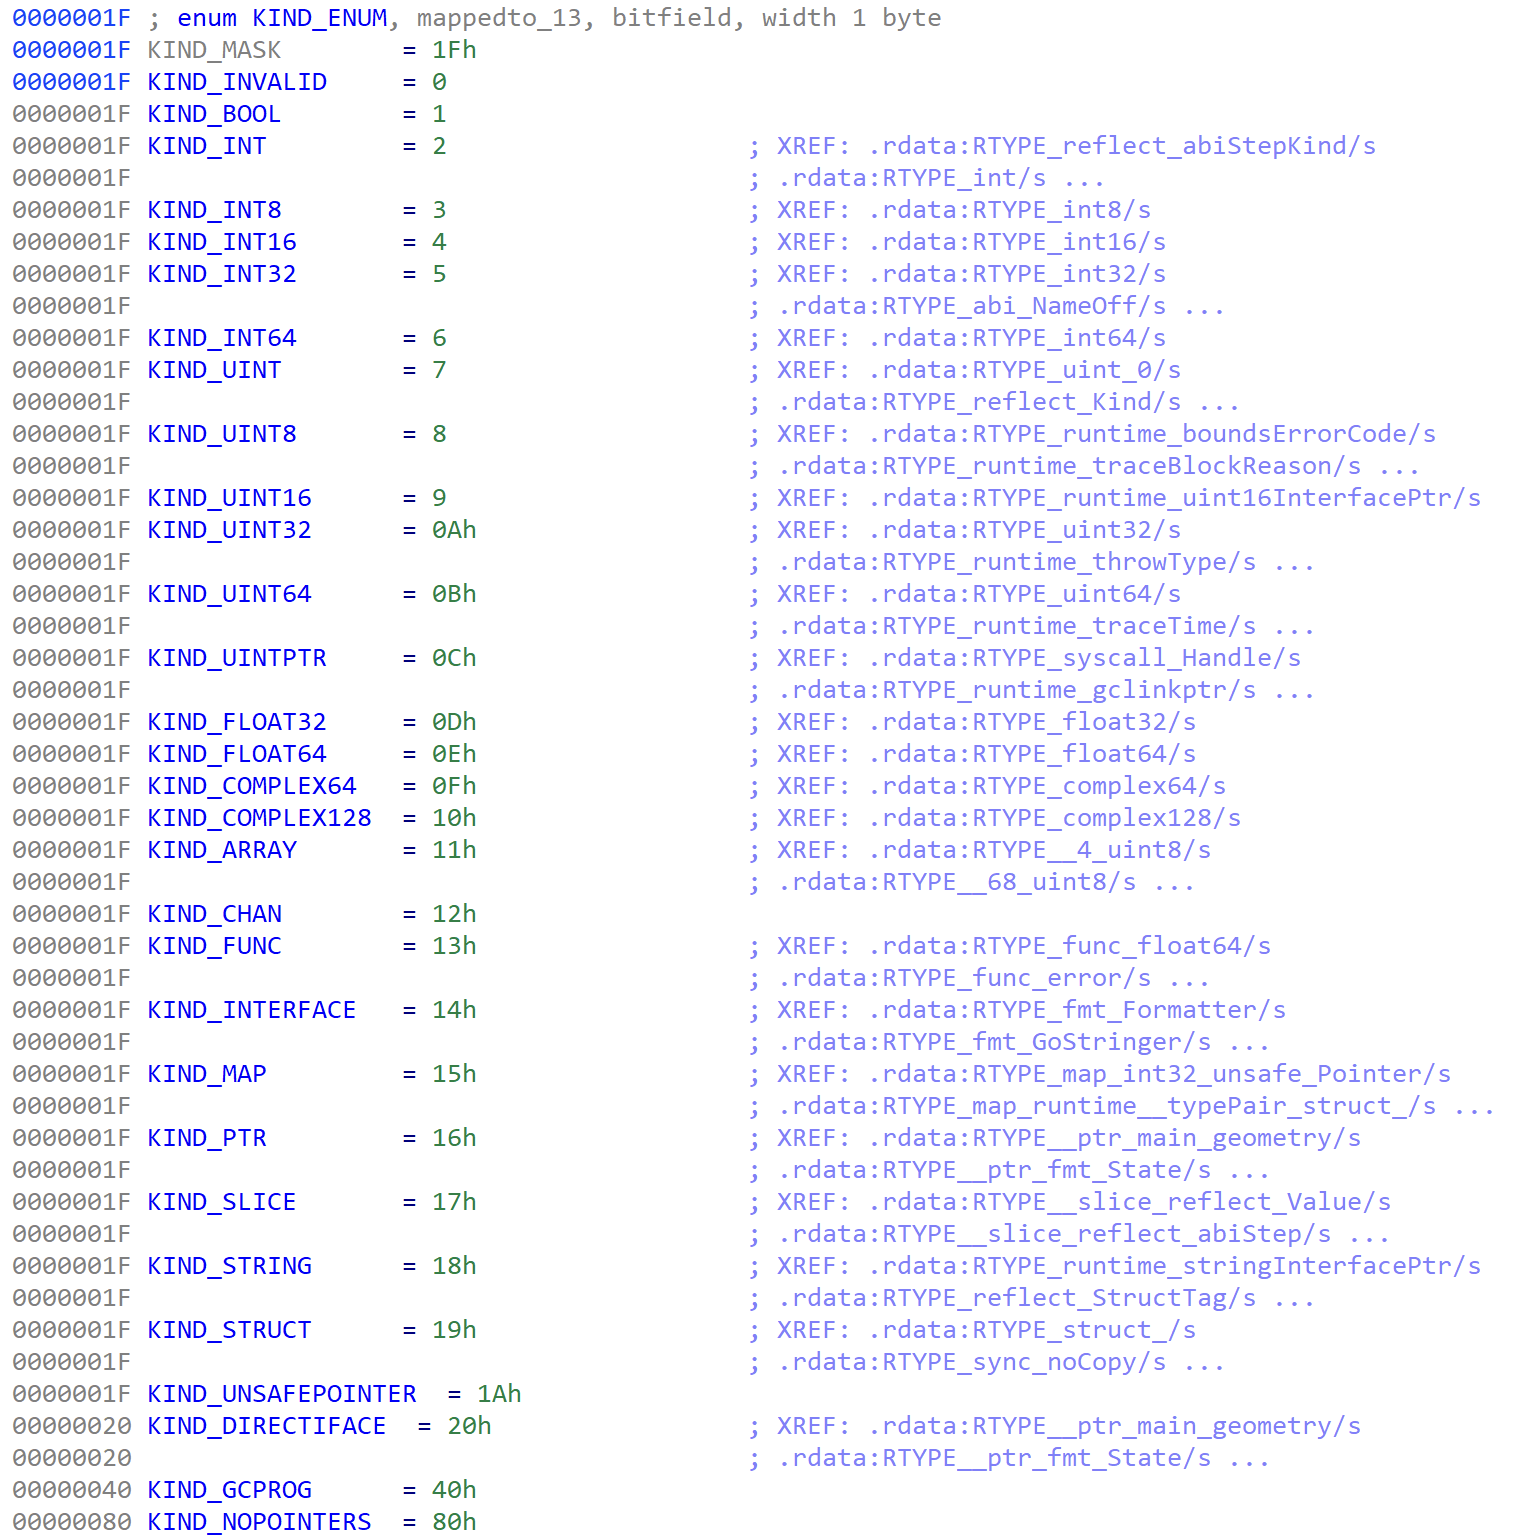 0000001F ; enum KIND_ENUM, mappedto_13, bitfield, width 1 byte
0000001F KIND_MASK = 1Fh
0000001F KIND_INVALID = 0
0000001F KIND_BOOL = 1
0000001F KIND_INT = 2 ; XREF: .rdata:RTYPE_reflect_abiStepKind/s
0000001F ; .rdata:RTYPE_int/s ...
0000001F KIND_INT8 = 3 ; XREF: .rdata:RTYPE_int8/s
0000001F KIND_INT16 = 4 ; XREF: .rdata:RTYPE_int16/s
0000001F KIND_INT32 = 5 ; XREF: .rdata:RTYPE_int32/s
0000001F ; .rdata:RTYPE_abi_NameOff/s ...
0000001F KIND_INT64 = 6 ; XREF: .rdata:RTYPE_int64/s
0000001F KIND_UINT = 7 ; XREF: .rdata:RTYPE_uint_0/s
0000001F ; .rdata:RTYPE_reflect_Kind/s ...
0000001F KIND_UINT8 = 8 ; XREF: .rdata:RTYPE_runtime_boundsErrorCode/s
0000001F ; .rdata:RTYPE_runtime_traceBlockReason/s ...
0000001F KIND_UINT16 = 9 ; XREF: .rdata:RTYPE_runtime_uint16InterfacePtr/s
0000001F KIND_UINT32 = 0Ah ; XREF: .rdata:RTYPE_uint32/s
0000001F ; .rdata:RTYPE_runtime_throwType/s ...
0000001F KIND_UINT64 = 0Bh ; XREF: .rdata:RTYPE_uint64/s
0000001F ; .rdata:RTYPE_runtime_traceTime/s ...
0000001F KIND_UINTPTR = 0Ch ; XREF: .rdata:RTYPE_syscall_Handle/s
0000001F ; .rdata:RTYPE_runtime_gclinkptr/s ...
0000001F KIND_FLOAT32 = 0Dh ; XREF: .rdata:RTYPE_float32/s
0000001F KIND_FLOAT64 = 0Eh ; XREF: .rdata:RTYPE_float64/s
0000001F KIND_COMPLEX64 = 0Fh ; XREF: .rdata:RTYPE_complex64/s
0000001F KIND_COMPLEX128 = 10h ; XREF: .rdata:RTYPE_complex128/s
0000001F KIND_ARRAY = 11h ; XREF: .rdata:RTYPE__4_uint8/s
0000001F ; .rdata:RTYPE__68_uint8/s ...
0000001F KIND_CHAN = 12h
0000001F KIND_FUNC = 13h ; XREF: .rdata:RTYPE_func_float64/s
0000001F ; .rdata:RTYPE_func_error/s ...
0000001F KIND_INTERFACE = 14h ; XREF: .rdata:RTYPE_fmt_Formatter/s
0000001F ; .rdata:RTYPE_fmt_GoStringer/s ...
0000001F KIND_MAP = 15h ; XREF: .rdata:RTYPE_map_int32_unsafe_Pointer/s
0000001F ; .rdata:RTYPE_map_runtime__typePair_struct_/s ...
0000001F KIND_PTR = 16h ; XREF: .rdata:RTYPE__ptr_main_geometry/s
0000001F ; .rdata:RTYPE__ptr_fmt_State/s ...
0000001F KIND_SLICE = 17h ; XREF: .rdata:RTYPE__slice_reflect_Value/s
0000001F ; .rdata:RTYPE__slice_reflect_abiStep/s ...
0000001F KIND_STRING = 18h ; XREF: .rdata:RTYPE_runtime_stringInterfacePtr/s
0000001F ; .rdata:RTYPE_reflect_StructTag/s ...
0000001F KIND_STRUCT = 19h ; XREF: .rdata:RTYPE_struct_/s
0000001F ; .rdata:RTYPE_sync_noCopy/s ...
0000001F KIND_UNSAFEPOINTER = 1Ah
00000020 KIND_DIRECTIFACE = 20h ; XREF: .rdata:RTYPE__ptr_main_geometry/s
00000020 ; .rdata:RTYPE__ptr_fmt_State/s ...
00000040 KIND_GCPROG = 40h
00000080 KIND_NOPOINTERS = 80h